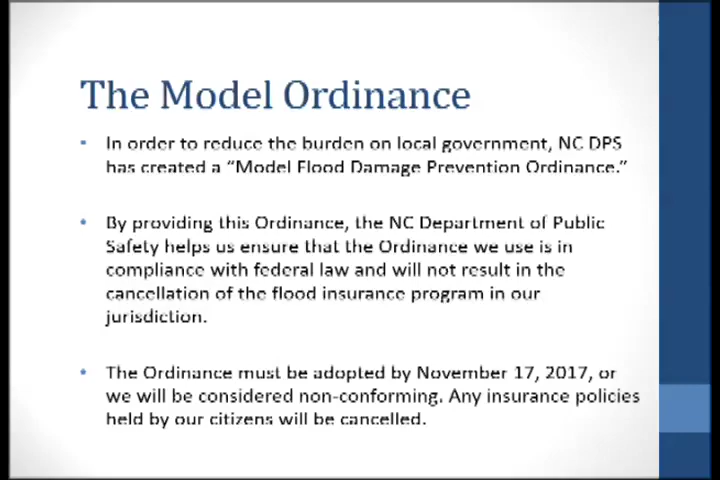 The Model Ordinance
• In order to reduce the burden on local government, NC DPS
has created a “Model Flood Damage Prevention Ordinance.”
• By providing this Ordinance, the NC Department of Public
Safety helps us ensure that the Ordinance we use is in
compliance with federal law and will not result in the
cancellation of the flood insurance program in our
jurisdiction.
• The Ordinance must be adopted by November 17, 2017, or
we will be considered non-conforming. Any insurance policies
held by our citizens will be cancelled.